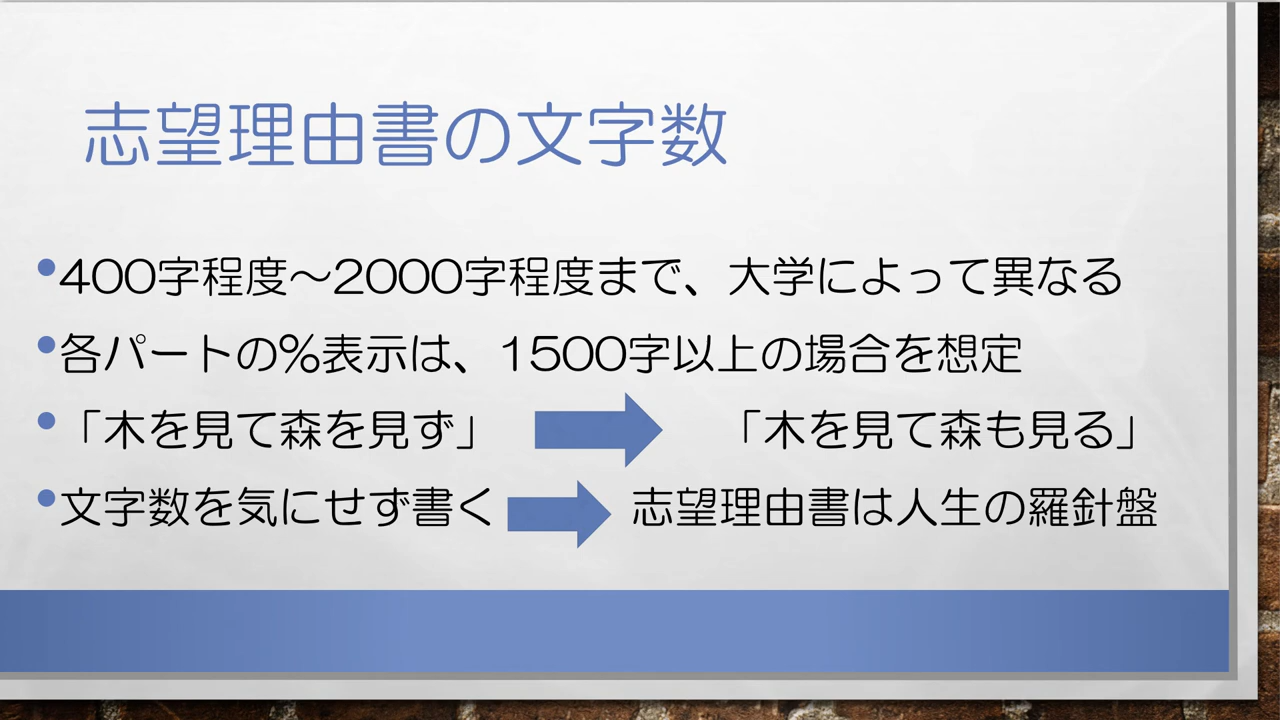 志望理由書の文字数
•400字程度～2000字程度まで、大学によって異なる
•各パートの%表示は、1500字以上の場合を想定
•「木を見て森を見ず」 「木を見て森も見る」
•文字数を気にせず書く 志望理由書は人生の羅針盤